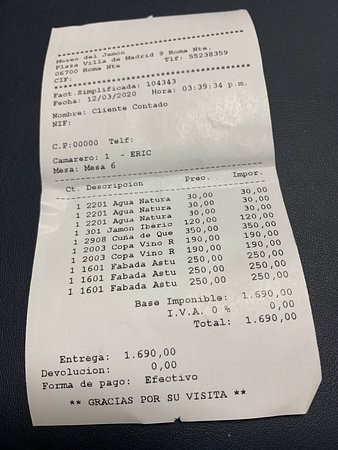 ****************************************
Museo del Jamon
Plaza Villa de Madrid 9 Roma Nte.
06700 Roma Nte Tlf: 55238359
CIF:
****************************************
Fact.Simplificada: 104343
Fecha: 12/03/2020 Hora: 03:39:34 p.m.
Nombre: Cliente Contado
NIF:
C.P:00000 Telf:
Camarero: 1 - ERIC
Mesa: Mesa 6
Ct. Descripcion Prec. Impor.
1 2201 Agua Natura 30,00 30,00
1 2201 Agua Natura 30,00 30,00
1 2201 Agua Natura 30,00 30,00
1 301 Jamon Iberic 120,00 120,00
1 2908 Cuña de Que 350,00 350,00
1 2003 Copa Vino R 190,00 190,00
1 2003 Copa Vino R 190,00 190,00
1 1601 Fabada Astu 250,00 250,00
1 1601 Fabada Astu 250,00 250,00
1 1601 Fabada Astu 250,00 250,00
Base Imponible: 1.690,00
I.V.A. 0 % 0,00
Total: 1.690,00
Entrega: 1.690,00
Devolucion: 0,00
Forma de pago: Efectivo
** GRACIAS POR SU VISITA **